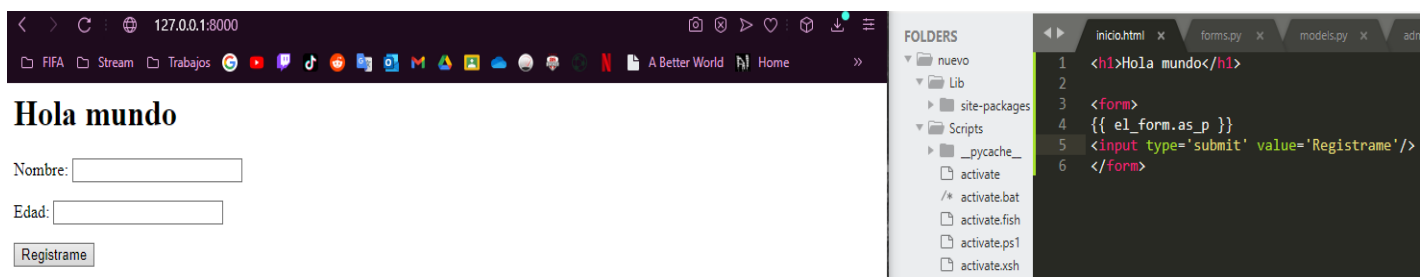 127.0.0.1:8000
FIFA Stream Trabajos A Better World Home »
Hola mundo
Nombre:
Edad:
Registrame
FOLDERS
nuevo
Lib
site-packages
Scripts
__pycache__
activate
/* activate.bat
activate.fish
activate.ps1
activate.xsh
inicio.html × forms.py × models.py × adn
1 <h1>Hola mundo</h1>
2
3 <form>
4 {{ el_form.as_p }}
5 <input type='submit' value='Registrame'/>
6 </form>